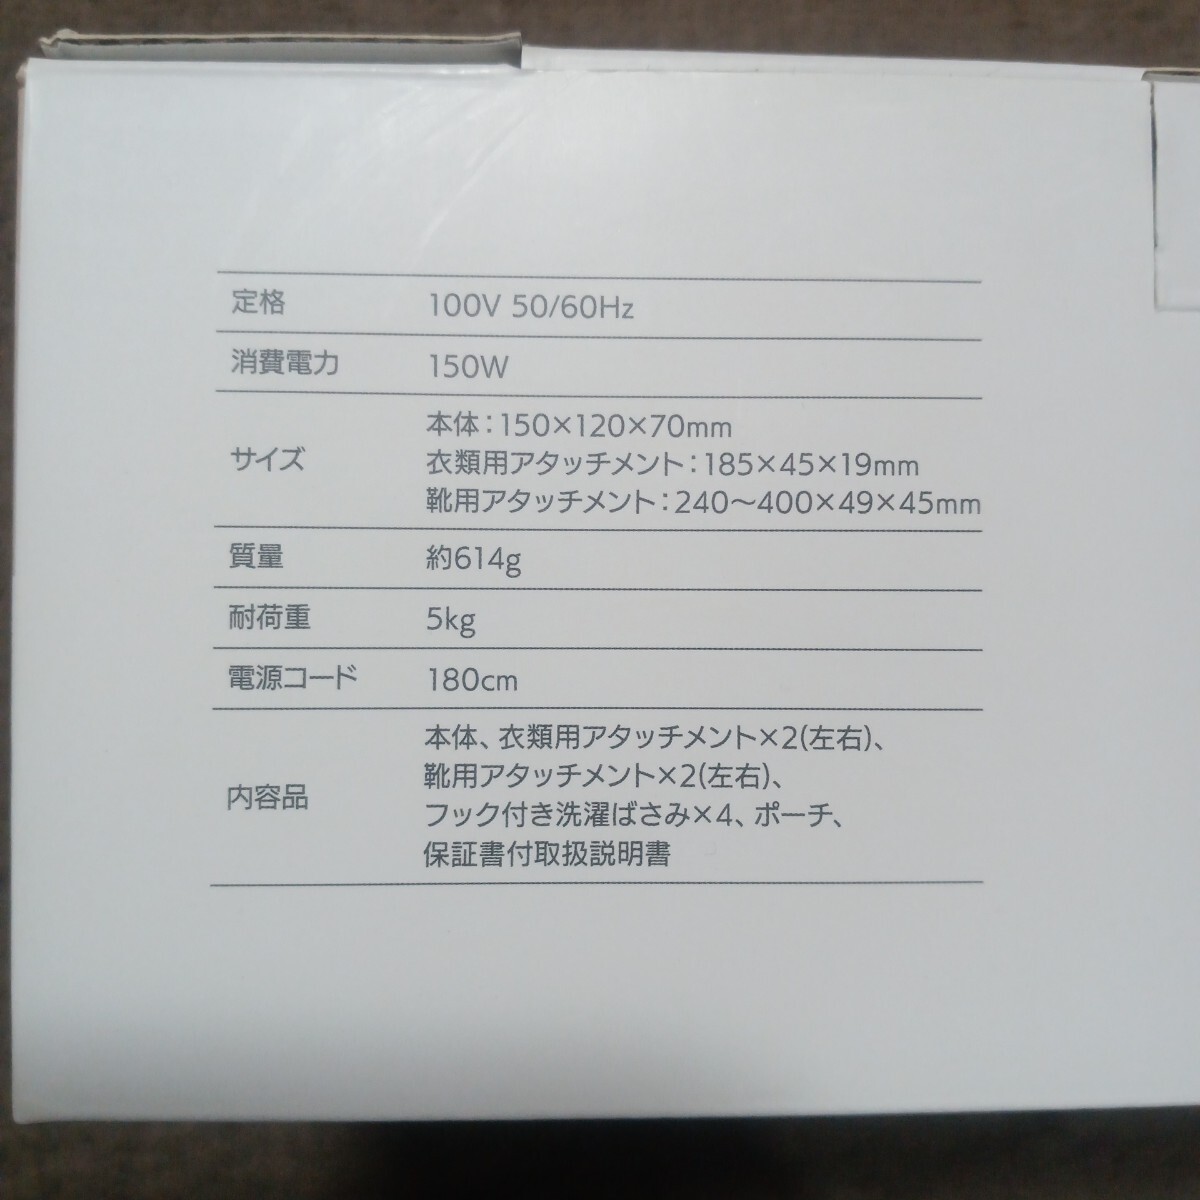 定格 100V 50/60Hz
消費電力 150W
サイズ
本体：150×120×70mm
衣類用アタッチメント：185×45×19mm
靴用アタッチメント：240〜400×49×45mm
質量 約614g
耐荷重 5kg
電源コード 180cm
内容品
本体、衣類用アタッチメント×2(左右)、
靴用アタッチメント×2(左右)、
フック付き洗濯ばさみ×4、ポーチ、
保証書付取扱説明書